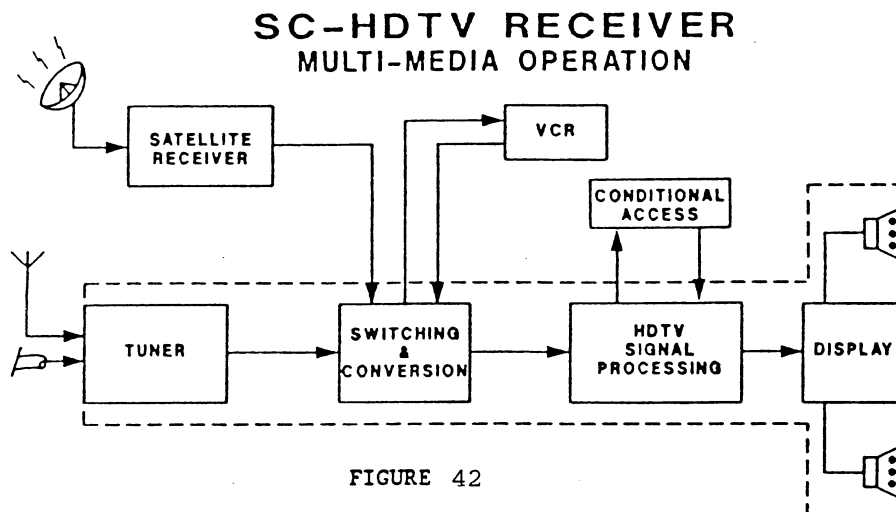 SC-HDTV RECEIVER
MULTI-MEDIA OPERATION
SATELLITE
RECEIVER
VCR
CONDITIONAL
ACCESS
TUNER
SWITCHING
&
CONVERSION
HDTV
SIGNAL
PROCESSING
DISPLAY
FIGURE 42